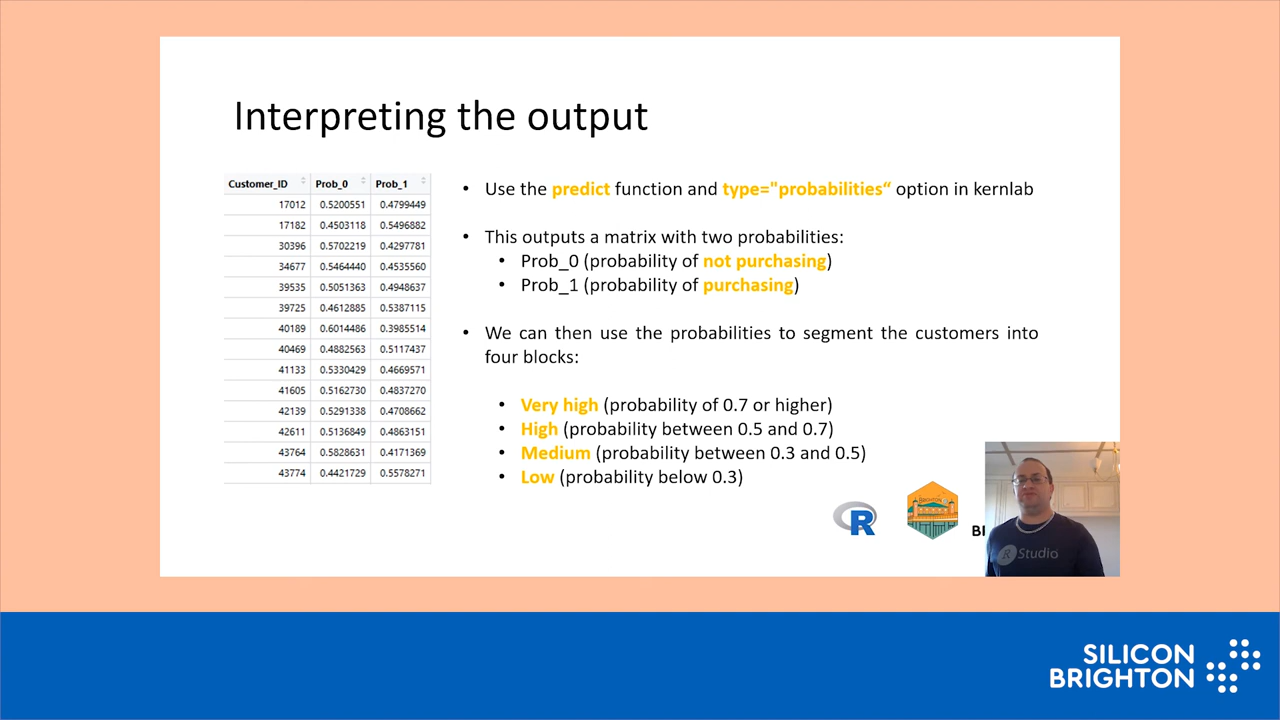 Interpreting the output
Customer_ID Prob_0 Prob_1
17012 0.5200551 0.4799449
17182 0.4503118 0.5496882
30396 0.5702219 0.4297781
34677 0.5464440 0.4535560
39535 0.5051363 0.4948637
39725 0.4612885 0.5387115
40189 0.6014486 0.3985514
40469 0.4882563 0.5117437
41133 0.5330429 0.4669571
41605 0.5162730 0.4837270
42139 0.5291338 0.4708662
42611 0.5136849 0.4863151
43764 0.5828631 0.4171369
43774 0.4421729 0.5578271
• Use the predict function and type="probabilities“ option in kernlab
• This outputs a matrix with two probabilities:
• Prob_0 (probability of not purchasing)
• Prob_1 (probability of purchasing)
• We can then use the probabilities to segment the customers into
four blocks:
• Very high (probability of 0.7 or higher)
• High (probability between 0.5 and 0.7)
• Medium (probability between 0.3 and 0.5)
• Low (probability below 0.3)
R
BRIGHTON
R Studio
SILICON
BRIGHTON